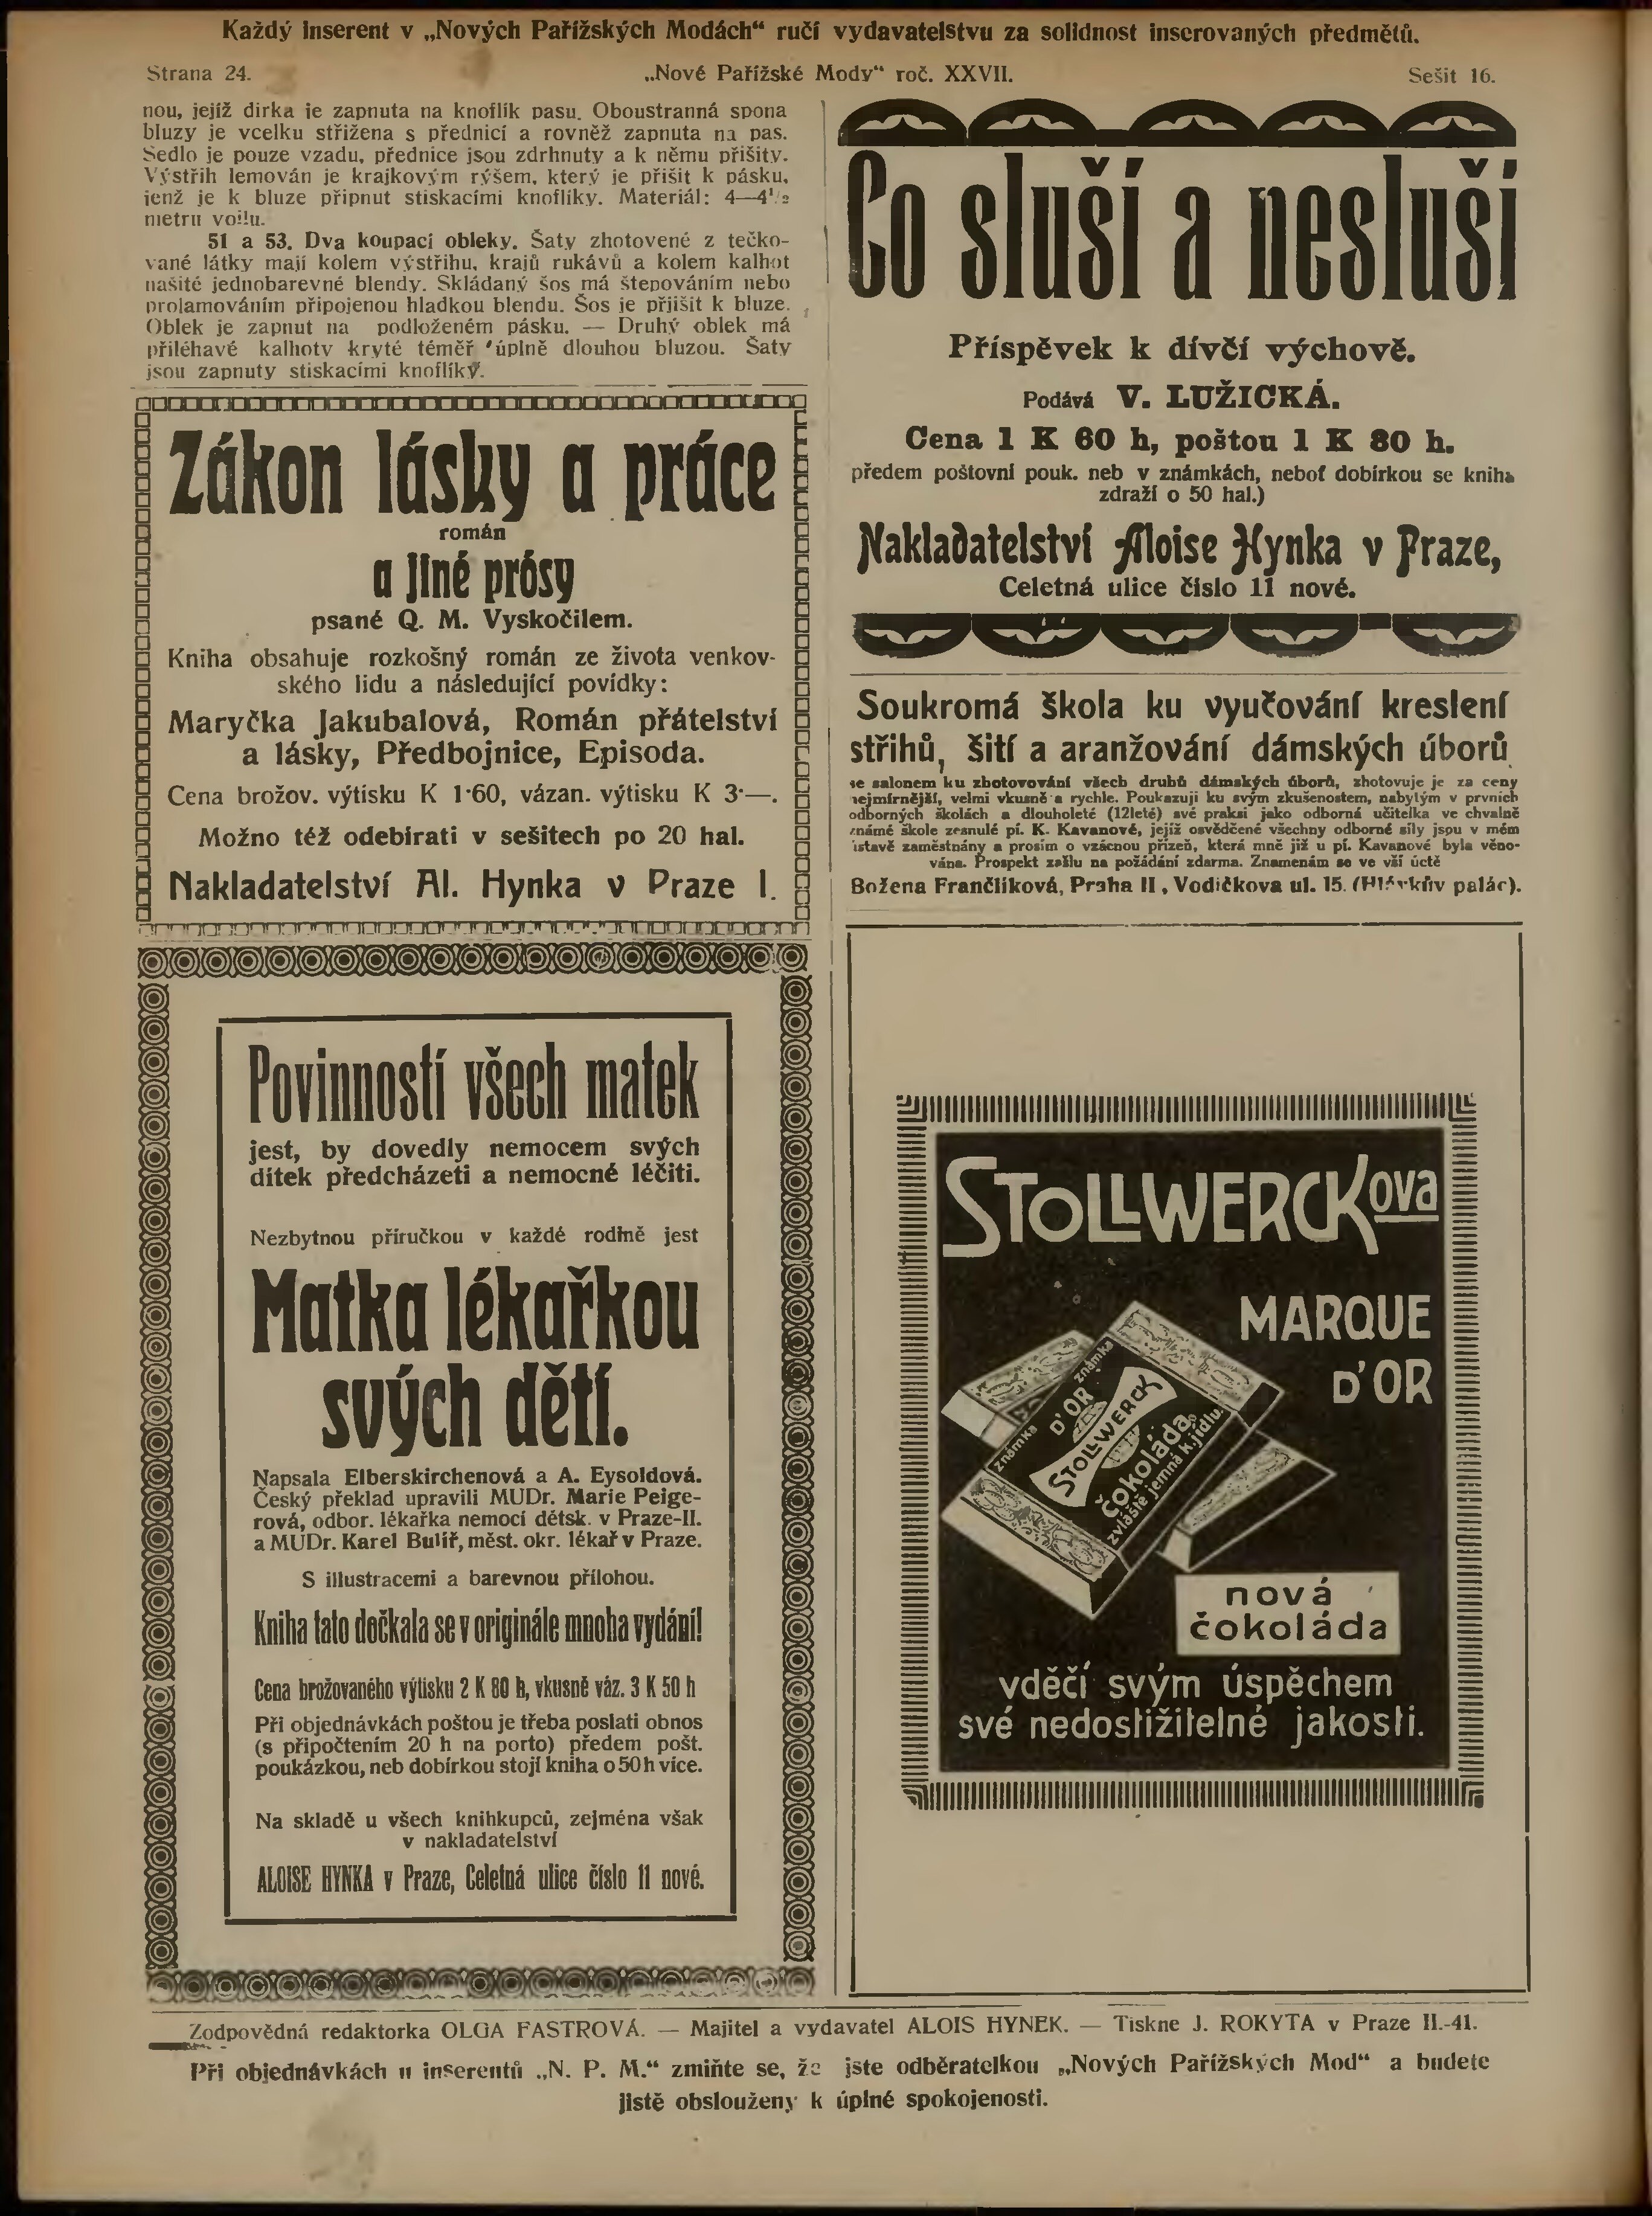 Každý inserent v „Nových Pařížských Modách“ ručí vydavatelstvu za solidnost inserovaných předmětů.
Strana 24.
„Nové Pařížské Mody“ roč. XXVII.
Sešit 16.
nou, jejíž dirka je zapnuta na knoflík pasu. Oboustranná spona
bluzy je vcelku střižena s přednicí a rovněž zapnuta na pas.
Sedlo je pouze vzadu, přednice jsou zdrhnuty a k němu přišity.
Výstřih lemován je krajkovým rýšem, který je přišit k pásku,
jenž je k bluze připnut stiskacími knoflíky. Materiál: 4—4½
metru voilu.
51 a 53. Dva koupací obleky. Šaty zhotovené z tečko-
vané látky mají kolem výstřihu, krajů rukávů a kolem kalhot
našité jednobarevné blendy. Skládaný šos má štepováním nebo
prolamováním připojenou hladkou blendu. Šos je přjišit k bluze.
Oblek je zapnut na podloženém pásku. — Druhý oblek má
přiléhavé kalhoty kryté téměř úplně dlouhou bluzou. Šaty
jsou zapnuty stiskacími knoflíky.
Zákon lásky a práce
román
a jiné prósy
psané Q. M. Vyskočilem.
Kniha obsahuje rozkošný román ze života venkov-
ského lidu a následující povídky:
Maryčka Jakubalová, Román přátelství
a lásky, Předbojnice, Episoda.
Cena brožov. výtisku K 1·60, vázan. výtisku K 3·—.
Možno též odebírati v sešitech po 20 hal.
Nakladatelství Al. Hynka v Praze I.
Povinností všech matek
jest, by dovedly nemocem svých
dítek předcházeti a nemocné léčiti.
Nezbytnou příručkou v každé rodině jest
Matka lékařkou
svých dětí.
Napsala Elberskirchenová a A. Eysoldová.
Český překlad upravili MUDr. Marie Peige-
rová, odbor. lékařka nemocí dětsk. v Praze-II.
a MUDr. Karel Bulíř, měst. okr. lékař v Praze.
S illustracemi a barevnou přílohou.
Kniha tato dočkala se v originále mnoha vydání!
Cena brožovaného výtisku 2 K 80 h, vkusně váz. 3 K 50 h
Při objednávkách poštou je třeba poslati obnos
(s připočtením 20 h na porto) předem pošt.
poukázkou, neb dobírkou stojí kniha o 50 h více.
Na skladě u všech knihkupců, zejména však
v nakladatelství
ALOISE HYNKA v Praze, Celetná ulice číslo 11 nové.
Co sluší a nesluší
Příspěvek k dívčí výchově.
Podává V. LUŽICKÁ.
Cena 1 K 60 h, poštou 1 K 80 h.
předem poštovní pouk. neb v známkách, neboť dobírkou se kniha
zdraží o 50 hal.)
Nakladatelství Aloise Hynka v Praze,
Celetná ulice číslo 11 nové.
Soukromá škola ku vyučování kreslení
střihů, šití a aranžování dámských úborů
se salonem ku zhotovování všech druhů dámských úborů, zhotovuje je za ceny
nejmírnější, velmi vkusně a rychle. Poukazuji ku svým zkušenostem, nabytým v prvních
odborných školách a dlouholeté (12leté) své praksi jako odborná učitelka ve chvalně
známé škole zesnulé pí. K. Kavanové, jejíž osvědčené všechny odborné síly jsou v mém
ústavě zaměstnány a prosím o vzácnou přízeň, která mně již u pí. Kavanové byla věno-
vána. Prospekt zašlu na požádání zdarma. Znamenám se ve vší úctě
Božena Frančlíková, Praha II, Vodičkova ul. 15. (Hlávkův palác).
STOLLWERCKova
MARQUE
D'OR
známka
D'OR
známka
STOLLWERCK
čokoláda
zvláště jemná k jídlu.
nová
čokoláda
vděčí svým úspěchem
své nedostižitelné jakosti.
Zodpovědná redaktorka OLGA FASTROVÁ. — Majitel a vydavatel ALOIS HYNEK. — Tiskne J. ROKYTA v Praze II.-41.
Při objednávkách u inserentů „N. P. M.“ zmiňte se, že jste odběratelkou „Nových Pařížských Mod“ a budete
jistě obslouženy k úplné spokojenosti.